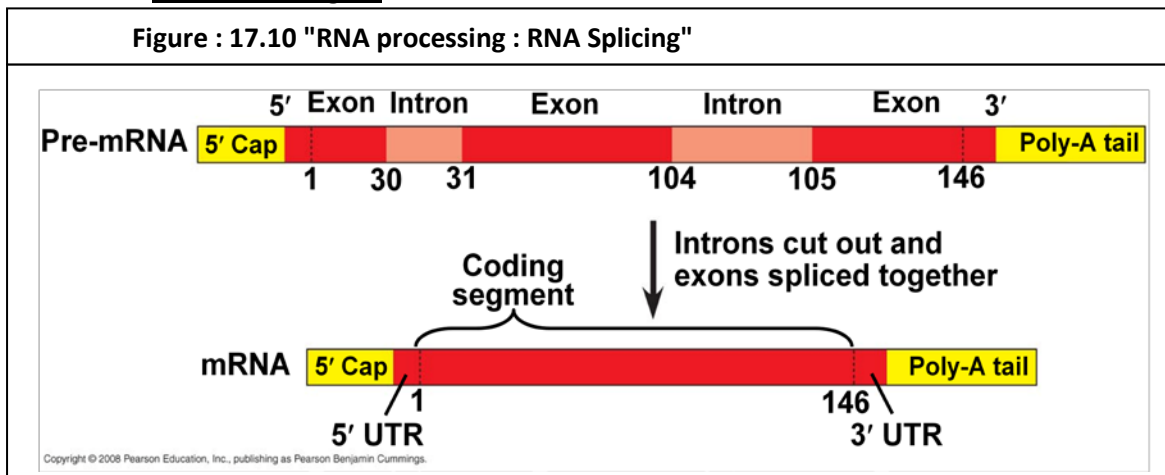 Figure : 17.10 "RNA processing : RNA Splicing"
5′ Exon Intron Exon Intron Exon 3′
Pre-mRNA 5′ Cap Poly-A tail
1 30 31 104 105 146
Introns cut out and
exons spliced together
Coding
segment
mRNA 5′ Cap Poly-A tail
1 146
5′ UTR 3′ UTR
Copyright © 2008 Pearson Education, Inc., publishing as Pearson Benjamin Cummings.